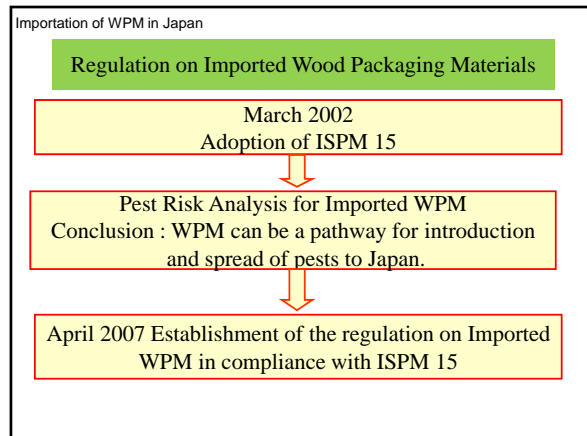 Importation of WPM in Japan
Regulation on Imported Wood Packaging Materials
March 2002
Adoption of ISPM 15
Pest Risk Analysis for Imported WPM
Conclusion : WPM can be a pathway for introduction
and spread of pests to Japan.
April 2007 Establishment of the regulation on Imported
WPM in compliance with ISPM 15